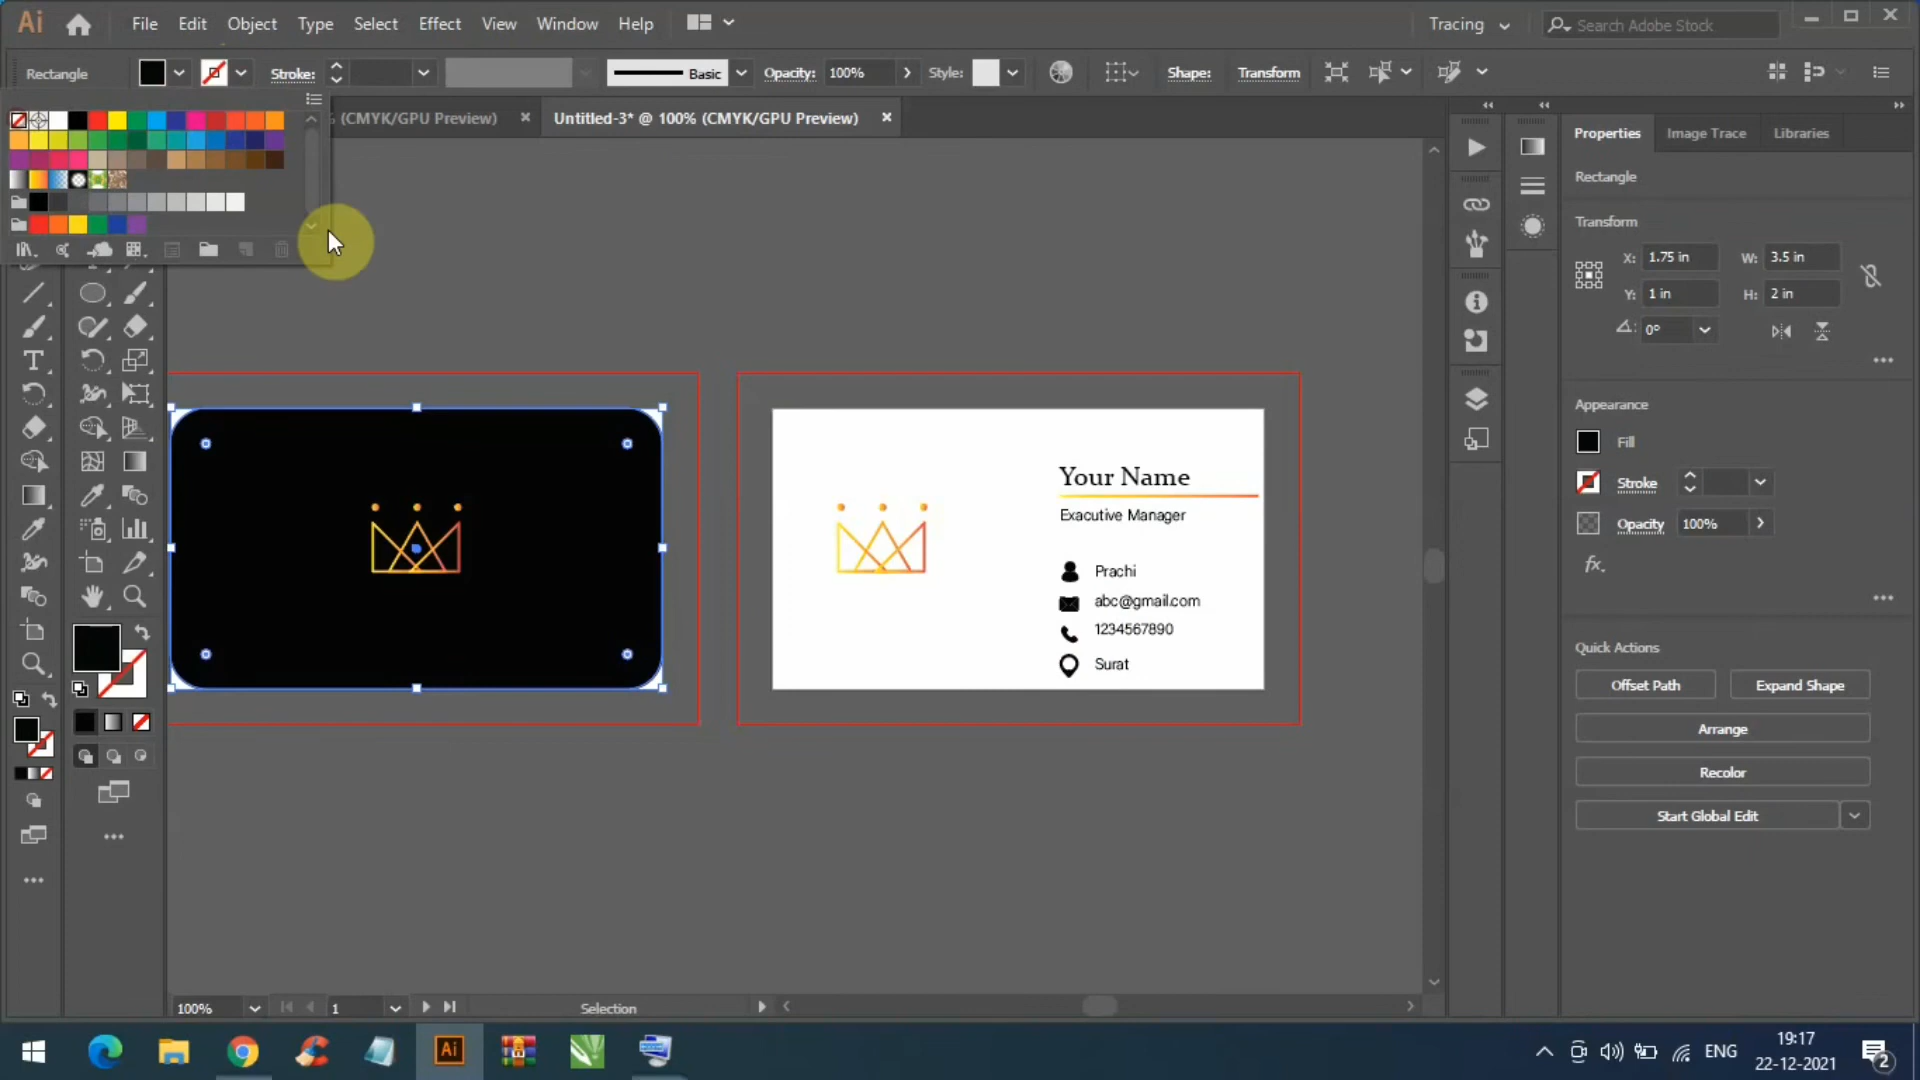 Ai File Edit Object Type Select Effect View Window Help Tracing Search Adobe Stock
Rectangle Stroke: Basic Opacity: 100% Style: Shape: Transform
% (CMYK/GPU Preview) × Untitled-3* @ 100% (CMYK/GPU Preview) ×
Properties Image Trace Libraries
Rectangle
Transform
X: 1.75 in W: 3.5 in
Y: 1 in H: 2 in
0°
Appearance
Fill
Stroke
Opacity 100%
fx.
Quick Actions
Offset Path Expand Shape
Arrange
Recolor
Start Global Edit
Your Name
Exacutive Manager
Prachi
abc@gmail.com
1234567890
Surat
100% 1 Selection
Ai
ENG
19:17
22-12-2021
2